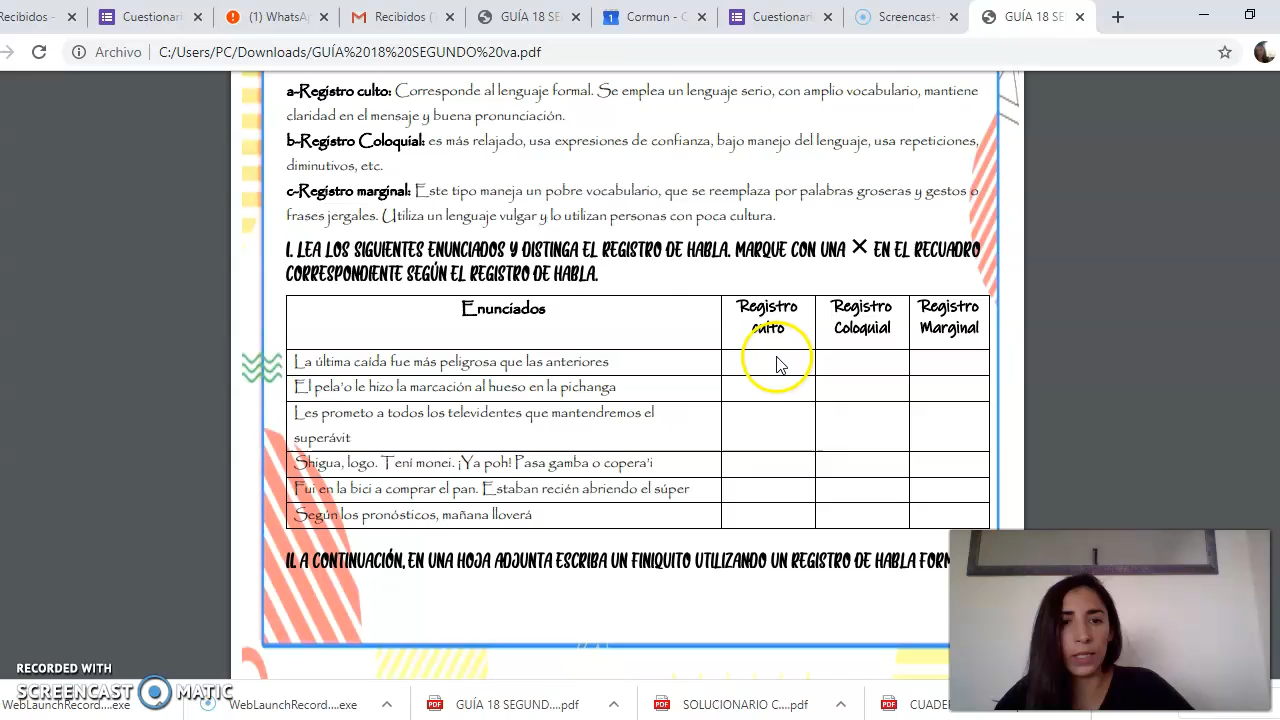 Recibidos -
Cuestionari
(1) WhatsA
Recibidos (
GUÍA 18 SE
Comun - C
Cuestionari
Screencast-
GUÍA 18 SE
Archivo
C:/Users/PC/Downloads/GUÍA%2018%20SEGUNDO%20va.pdf
a-Registro culto: Corresponde al lenguaje formal. Se emplea un lenguaje serio, con amplio vocabulario, mantiene
claridad en el mensaje y buena pronunciación.
b-Registro Coloquial: es más relajado, usa expresiones de confianza, bajo manejo del lenguaje, usa repeticiones,
diminutivos, etc.
c-Registro marginal: Este tipo maneja un pobre vocabulario, que se reemplaza por palabras groseras y gestos o
frases jergales. Utiliza un lenguaje vulgar y lo utilizan personas con poca cultura.
I. LEA LOS SIGUIENTES ENUNCIADOS Y DISTINGA EL REGISTRO DE HABLA. MARQUE CON UNA X EN EL RECUADRO
CORRESPONDIENTE SEGÚN EL REGISTRO DE HABLA.
Enunciados
Registro
culto
Registro
Coloquial
Registro
Marginal
La última caída fue más peligrosa que las anteriores
El pela'o le hizo la marcación al hueso en la pichanga
Les prometo a todos los televidentes que mantendremos el
superávit
Shigua, logo. Tení monei. ¡Ya poh! Pasa gamba o copera'i
Fui en la bici a comprar el pan. Estaban recién abriendo el súper
Según los pronósticos, mañana lloverá
II. A CONTINUACIÓN, EN UNA HOJA ADJUNTA ESCRIBA UN FINIQUITO UTILIZANDO UN REGISTRO DE HABLA FORM
RECORDED WITH
SCREENCAST MATIC
WebLaunchRecord....exe
WebLaunchRecord....exe
GUÍA 18 SEGUND....pdf
SOLUCIONARIO C....pdf
CUADE